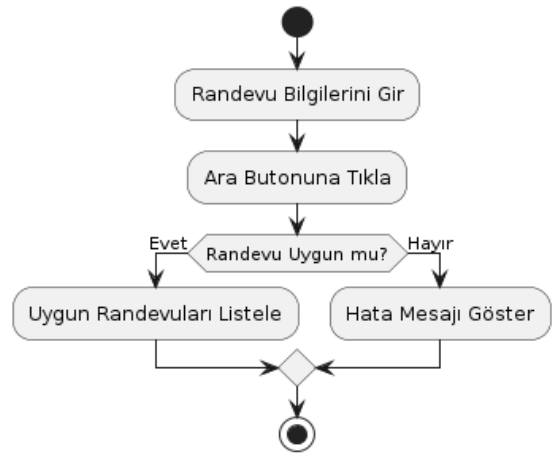 Randevu Bilgilerini Gir
Ara Butonuna Tıkla
Evet
Randevu Uygun mu?
Hayır
Uygun Randevuları Listele
Hata Mesajı Göster